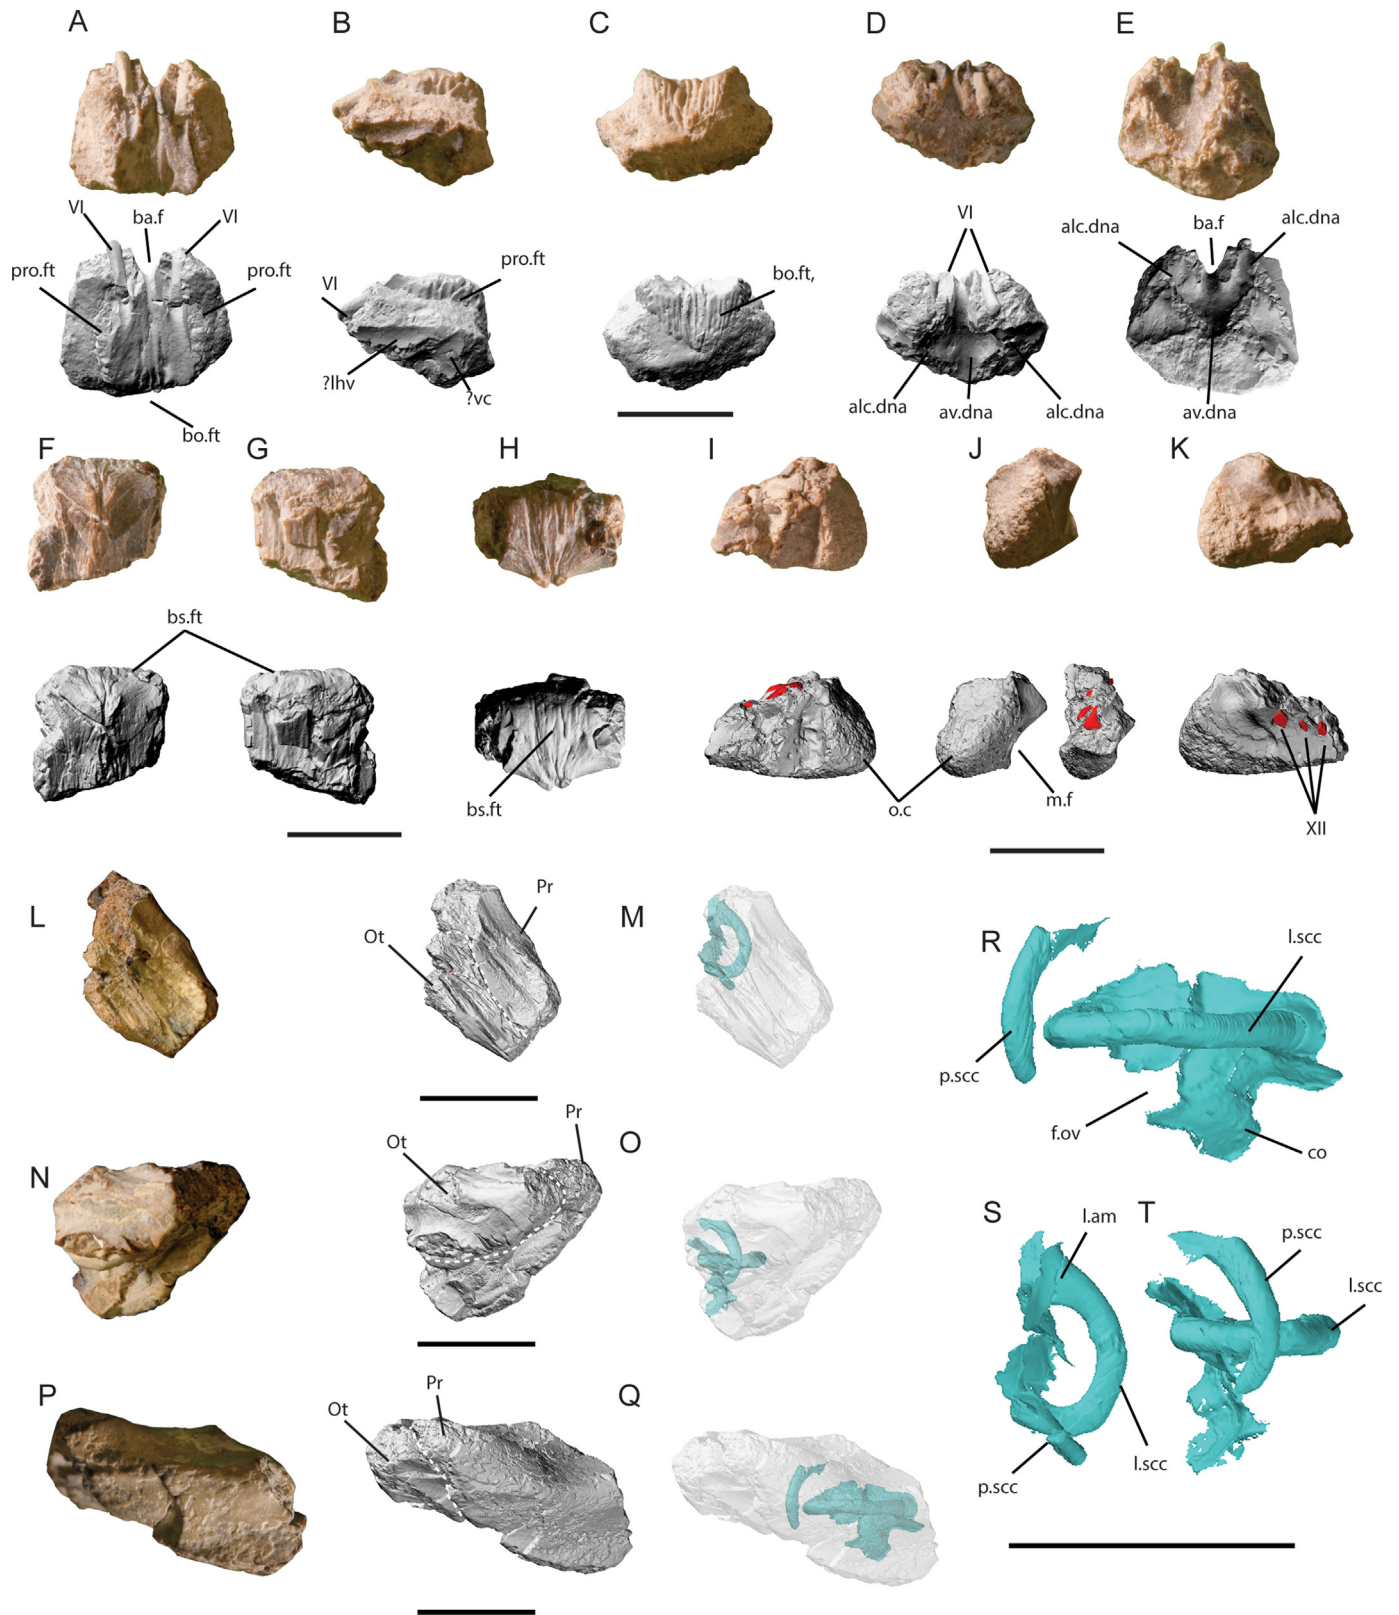 A B C D E
VI ba.f VI
pro.ft pro.ft
bo.ft
VI pro.ft
?lhv ?vc
bo.ft,
VI
alc.dna av.dna alc.dna
alc.dna ba.f alc.dna
av.dna
F G H I J K
bs.ft
bs.ft
o.c m.f
XII
L Ot Pr M
N Ot Pr O
P Ot Pr Q
R l.scc
p.scc
f.ov co
S l.am T p.scc
l.scc
p.scc l.scc